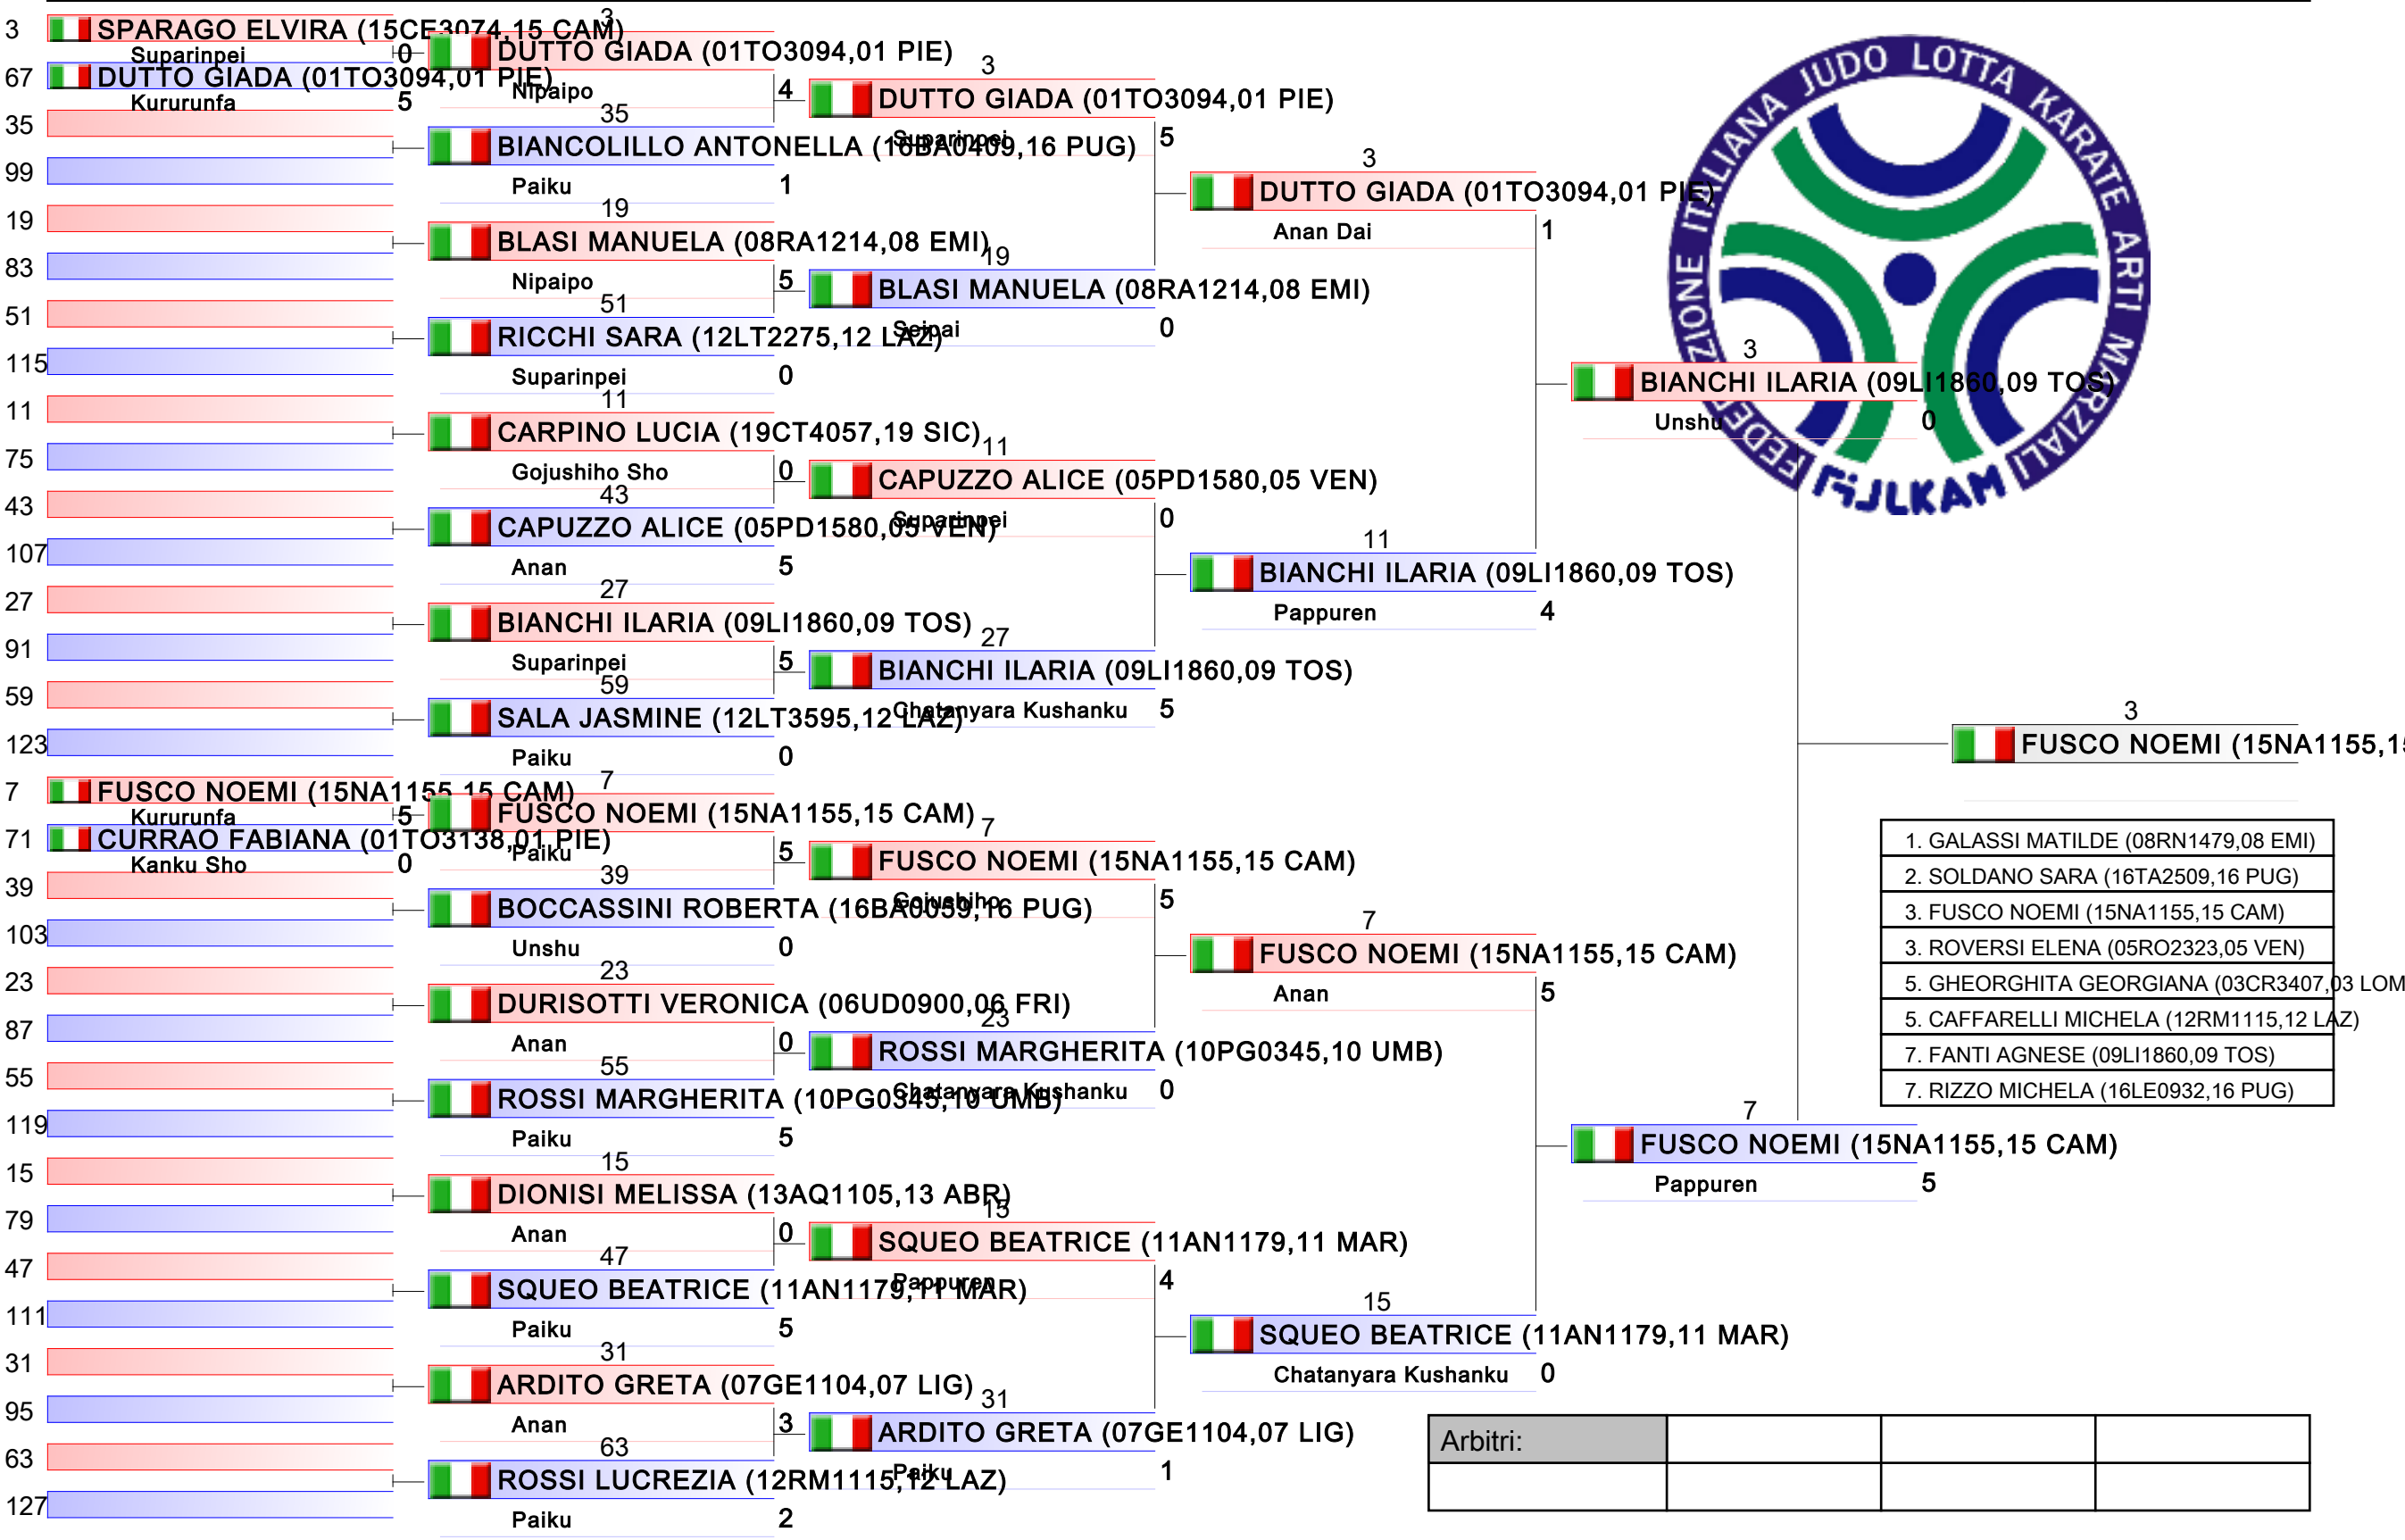 3
SPARAGO ELVIRA (15CE3074,15 CAM)
Suparinpei
0
67
DUTTO GIADA (01TO3094,01 PIE)
Kururunfa
5
35
99
19
83
51
115
11
75
43
107
27
91
59
123
7
FUSCO NOEMI (15NA1155,15 CAM)
Kururunfa
5
71
CURRAO FABIANA (01TO3138,01 PIE)
Kanku Sho
0
39
103
23
87
55
119
15
79
47
111
31
95
63
127
3
DUTTO GIADA (01TO3094,01 PIE)
Nipaipo
4
35
BIANCOLILLO ANTONELLA (16BA0409,16 PUG)
Paiku
1
19
BLASI MANUELA (08RA1214,08 EMI)
Nipaipo
5
51
RICCHI SARA (12LT2275,12 LAZ)
Suparinpei
0
11
CARPINO LUCIA (19CT4057,19 SIC)
Gojushiho Sho
0
43
CAPUZZO ALICE (05PD1580,05 VEN)
Anan
5
27
BIANCHI ILARIA (09LI1860,09 TOS)
Suparinpei
5
59
SALA JASMINE (12LT3595,12 LAZ)
Paiku
0
7
FUSCO NOEMI (15NA1155,15 CAM)
Paiku
5
39
BOCCASSINI ROBERTA (16BA0059,16 PUG)
Unshu
0
23
DURISOTTI VERONICA (06UD0900,06 FRI)
Anan
0
55
ROSSI MARGHERITA (10PG0345,10 UMB)
Paiku
5
15
DIONISI MELISSA (13AQ1105,13 ABR)
Anan
0
47
SQUEO BEATRICE (11AN1179,11 MAR)
Paiku
5
31
ARDITO GRETA (07GE1104,07 LIG)
Anan
3
63
ROSSI LUCREZIA (12RM1115,12 LAZ)
Paiku
2
3
DUTTO GIADA (01TO3094,01 PIE)
Suparinpei
5
19
BLASI MANUELA (08RA1214,08 EMI)
Seipai
0
11
CAPUZZO ALICE (05PD1580,05 VEN)
Suparinpei
0
27
BIANCHI ILARIA (09LI1860,09 TOS)
Chatanyara Kushanku
5
7
FUSCO NOEMI (15NA1155,15 CAM)
Gojushiho
5
23
ROSSI MARGHERITA (10PG0345,10 UMB)
Chatanyara Kushanku
0
15
SQUEO BEATRICE (11AN1179,11 MAR)
Pappuren
4
31
ARDITO GRETA (07GE1104,07 LIG)
Paiku
1
3
DUTTO GIADA (01TO3094,01 PIE)
Anan Dai
1
11
BIANCHI ILARIA (09LI1860,09 TOS)
Pappuren
4
7
FUSCO NOEMI (15NA1155,15 CAM)
Anan
5
15
SQUEO BEATRICE (11AN1179,11 MAR)
Chatanyara Kushanku
0
FEDERAZIONE ITALIANA JUDO LOTTA KARATE ARTI MARZIALI
FIJLKAM
3
BIANCHI ILARIA (09LI1860,09 TOS)
Unshu
0
7
FUSCO NOEMI (15NA1155,15 CAM)
Pappuren
5
3
FUSCO NOEMI (15NA1155,15
1. GALASSI MATILDE (08RN1479,08 EMI)
2. SOLDANO SARA (16TA2509,16 PUG)
3. FUSCO NOEMI (15NA1155,15 CAM)
3. ROVERSI ELENA (05RO2323,05 VEN)
5. GHEORGHITA GEORGIANA (03CR3407,03 LOM
5. CAFFARELLI MICHELA (12RM1115,12 LAZ)
7. FANTI AGNESE (09LI1860,09 TOS)
7. RIZZO MICHELA (16LE0932,16 PUG)
Arbitri: